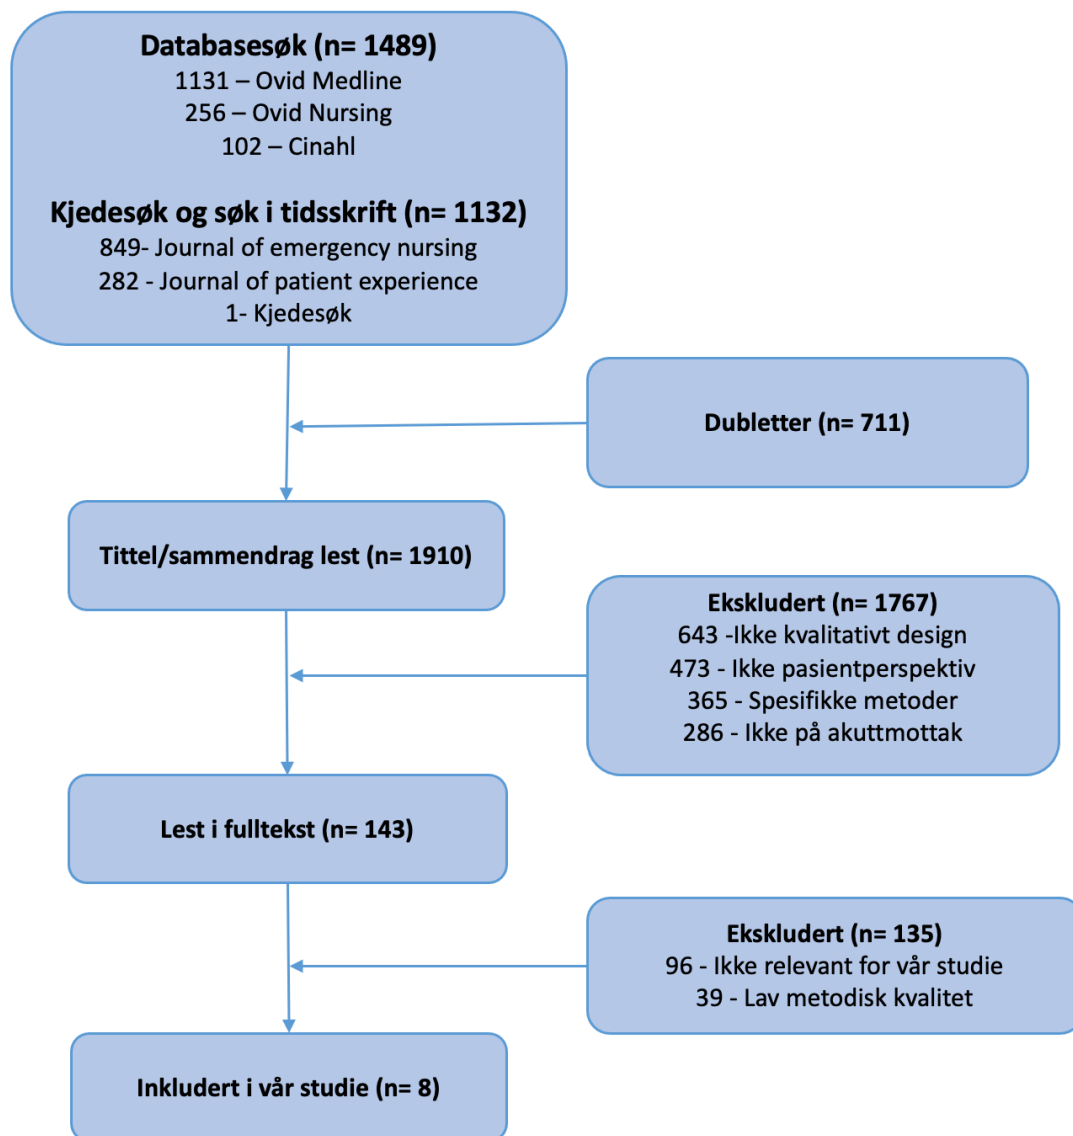 Databasesøk (n= 1489)
1131 – Ovid Medline
256 – Ovid Nursing
102 – Cinahl
Kjedesøk og søk i tidsskrift (n= 1132)
849- Journal of emergency nursing
282 - Journal of patient experience
1- Kjedesøk
Dubletter (n= 711)
Tittel/sammendrag lest (n= 1910)
Ekskludert (n= 1767)
643 -Ikke kvalitativt design
473 - Ikke pasientperspektiv
365 - Spesifikke metoder
286 - Ikke på akuttmottak
Lest i fulltekst (n= 143)
Ekskludert (n= 135)
96 - Ikke relevant for vår studie
39 - Lav metodisk kvalitet
Inkludert i vår studie (n= 8)